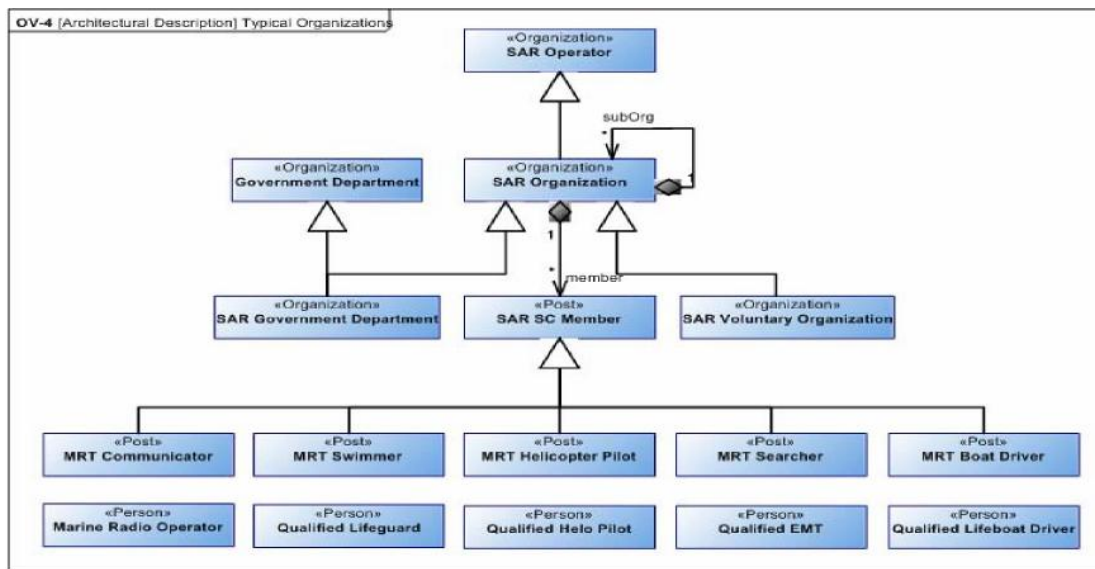 OV-4 [Architectural Description] Typical Organizations
«Organization»
SAR Operator
subOrg
*
«Organization»
Government Department
«Organization»
SAR Organization
1
1
*
member
«Organization»
SAR Government Department
«Post»
SAR SC Member
«Organization»
SAR Voluntary Organization
«Post»
MRT Communicator
«Post»
MRT Swimmer
«Post»
MRT Helicopter Pilot
«Post»
MRT Searcher
«Post»
MRT Boat Driver
«Person»
Marine Radio Operator
«Person»
Qualified Lifeguard
«Person»
Qualified Helo Pilot
«Person»
Qualified EMT
«Person»
Qualified Lifeboat Driver